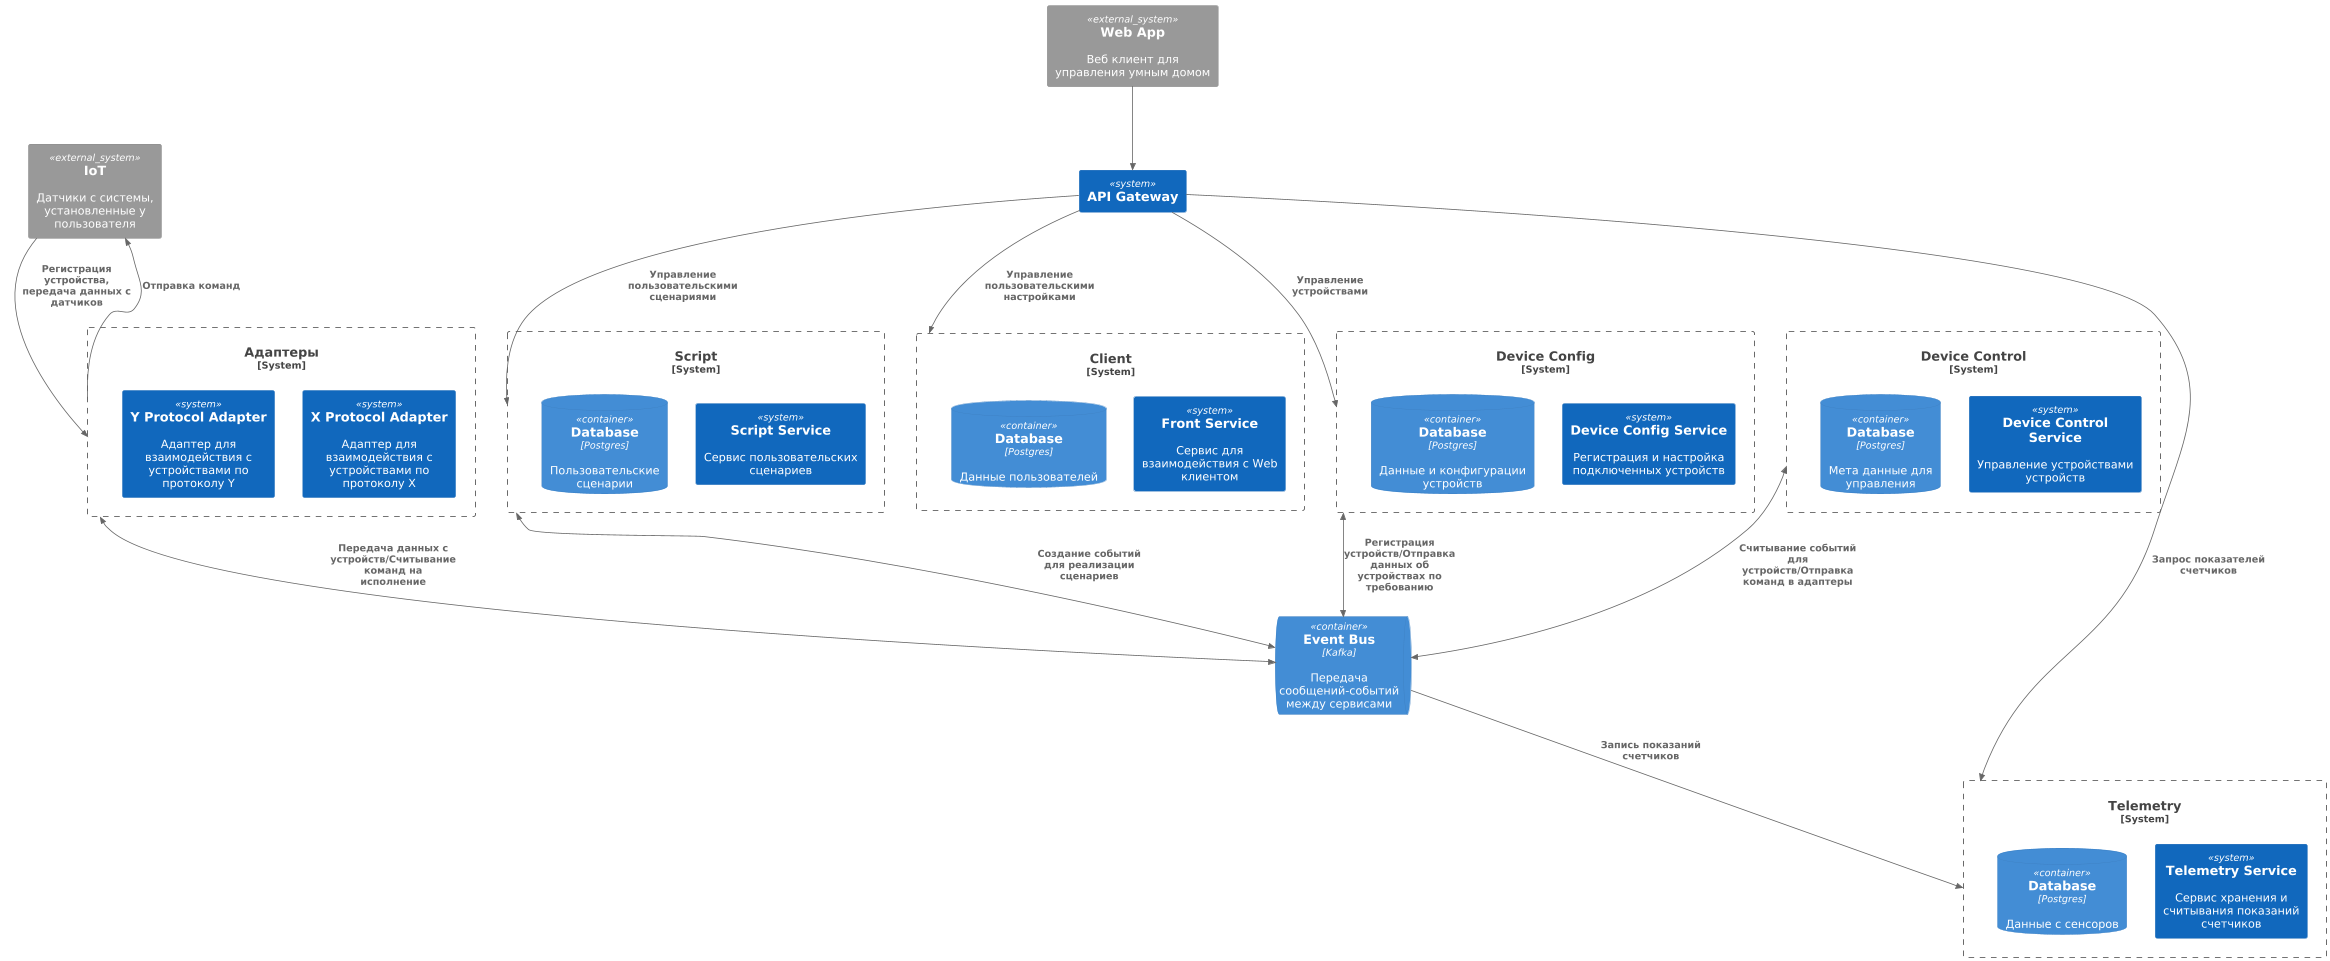 «external_system»
Web App
Веб клиент для
управления умным домом
«external_system»
IoT
Датчики с системы,
установленные у
пользователя
«system»
API Gateway
Регистрация
устройства,
передача данных с
датчиков
Отправка команд
Управление
пользовательскими
сценариями
Управление
пользовательскими
настройками
Управление
устройствами
Адаптеры
[System]
«system»
Y Protocol Adapter
Адаптер для
взаимодействия с
устройствами по
протоколу Y
«system»
X Protocol Adapter
Адаптер для
взаимодействия с
устройствами по
протоколу X
Script
[System]
«container»
Database
[Postgres]
Пользовательские
сценарии
«system»
Script Service
Сервис пользовательских
сценариев
Client
[System]
«container»
Database
[Postgres]
Данные пользователей
«system»
Front Service
Сервис для
взаимодействия с Web
клиентом
Device Config
[System]
«container»
Database
[Postgres]
Данные и конфигурации
устройств
«system»
Device Config Service
Регистрация и настройка
подключенных устройств
Device Control
[System]
«container»
Database
[Postgres]
Мета данные для
управления
«system»
Device Control
Service
Управление устройствами
устройств
Передача данных с
устройств/Считывание
команд на
исполнение
Создание событий
для реализации
сценариев
Регистрация
устройств/Отправка
данных об
устройствах по
требованию
Считывание событий
для
устройств/Отправка
команд в адаптеры
Запрос показателей
счетчиков
«container»
Event Bus
[Kafka]
Передача
сообщений-событий
между сервисами
Запись показаний
счетчиков
Telemetry
[System]
«container»
Database
[Postgres]
Данные с сенсоров
«system»
Telemetry Service
Сервис хранения и
считывания показаний
счетчиков